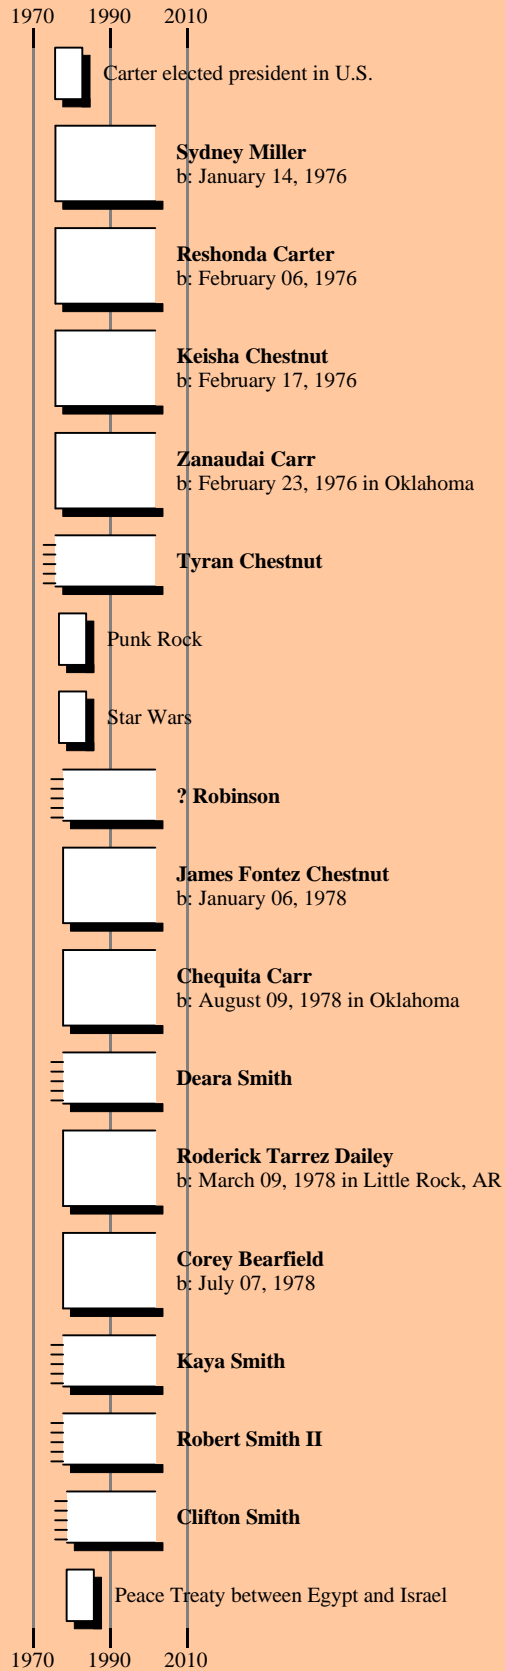 1970 1990 2010
Carter elected president in U.S.
Sydney Miller
b: January 14, 1976
Reshonda Carter
b: February 06, 1976
Keisha Chestnut
b: February 17, 1976
Zanaudai Carr
b: February 23, 1976 in Oklahoma
Tyran Chestnut
Punk Rock
Star Wars
? Robinson
James Fontez Chestnut
b: January 06, 1978
Chequita Carr
b: August 09, 1978 in Oklahoma
Deara Smith
Roderick Tarrez Dailey
b: March 09, 1978 in Little Rock, AR
Corey Bearfield
b: July 07, 1978
Kaya Smith
Robert Smith II
Clifton Smith
Peace Treaty between Egypt and Israel
1970 1990 2010